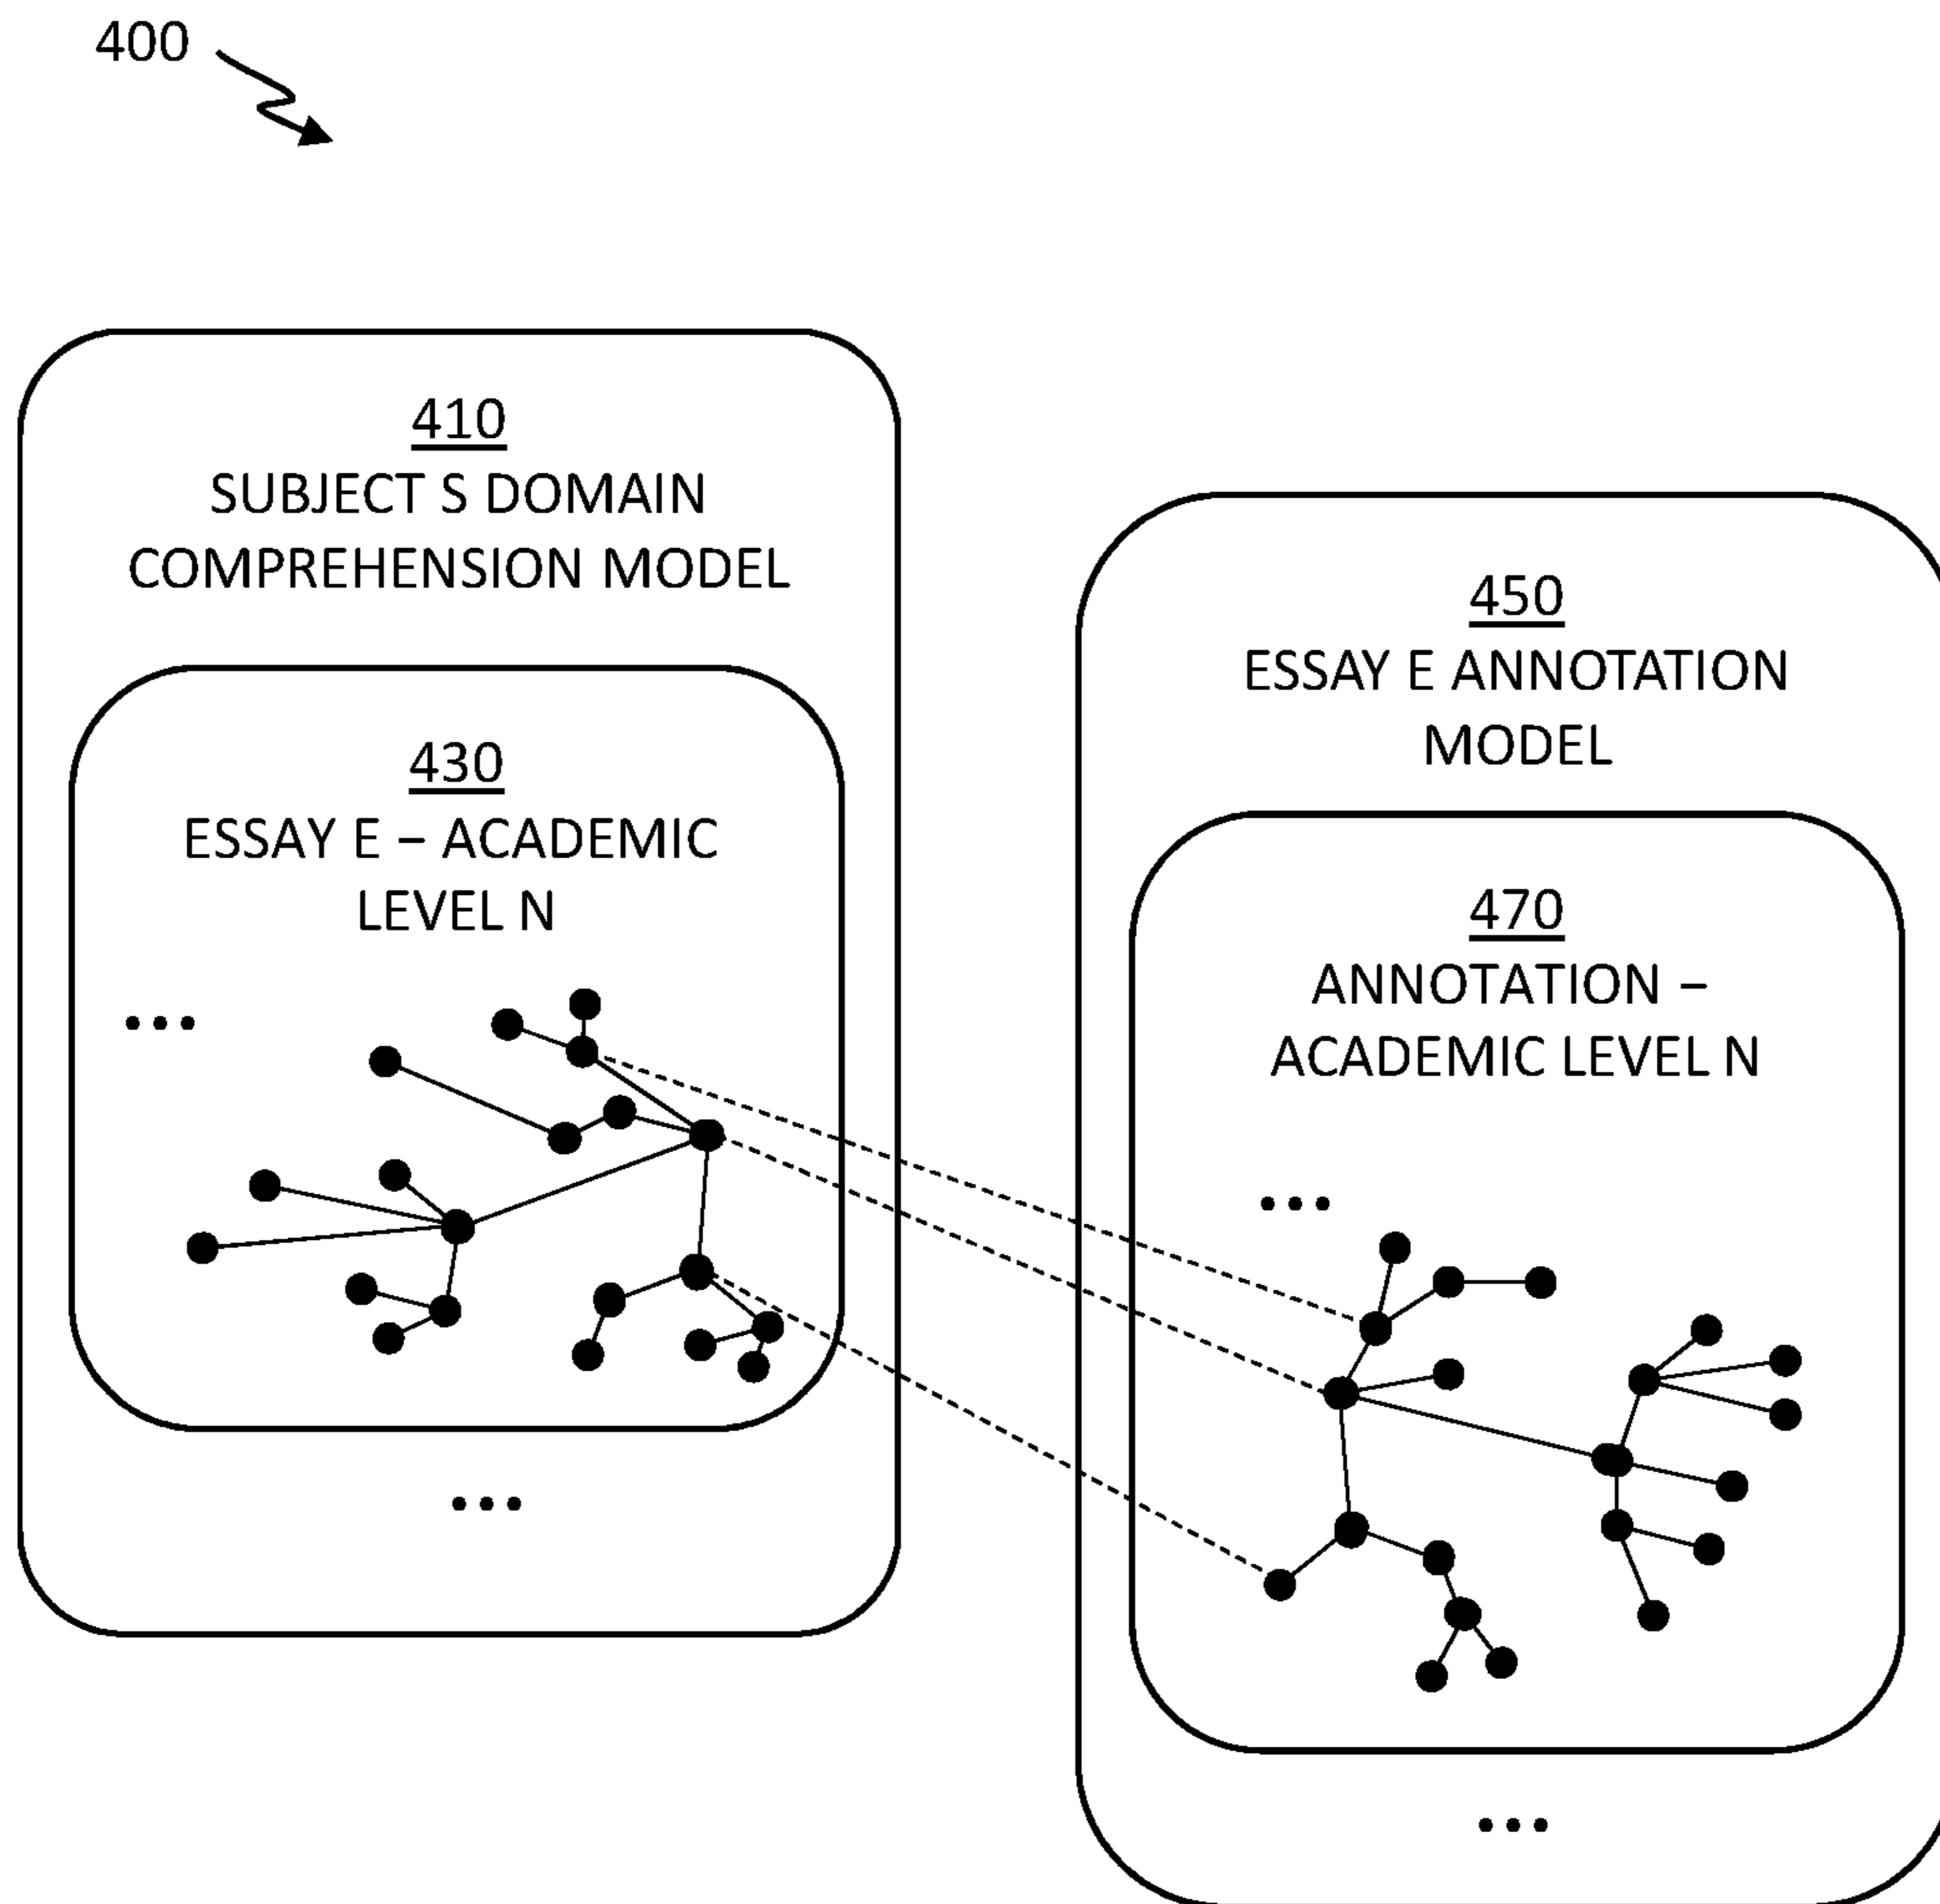 400
410
SUBJECT S DOMAIN
COMPREHENSION MODEL
430
ESSAY E – ACADEMIC
LEVEL N
...
...
450
ESSAY E ANNOTATION
MODEL
470
ANNOTATION –
ACADEMIC LEVEL N
...
...